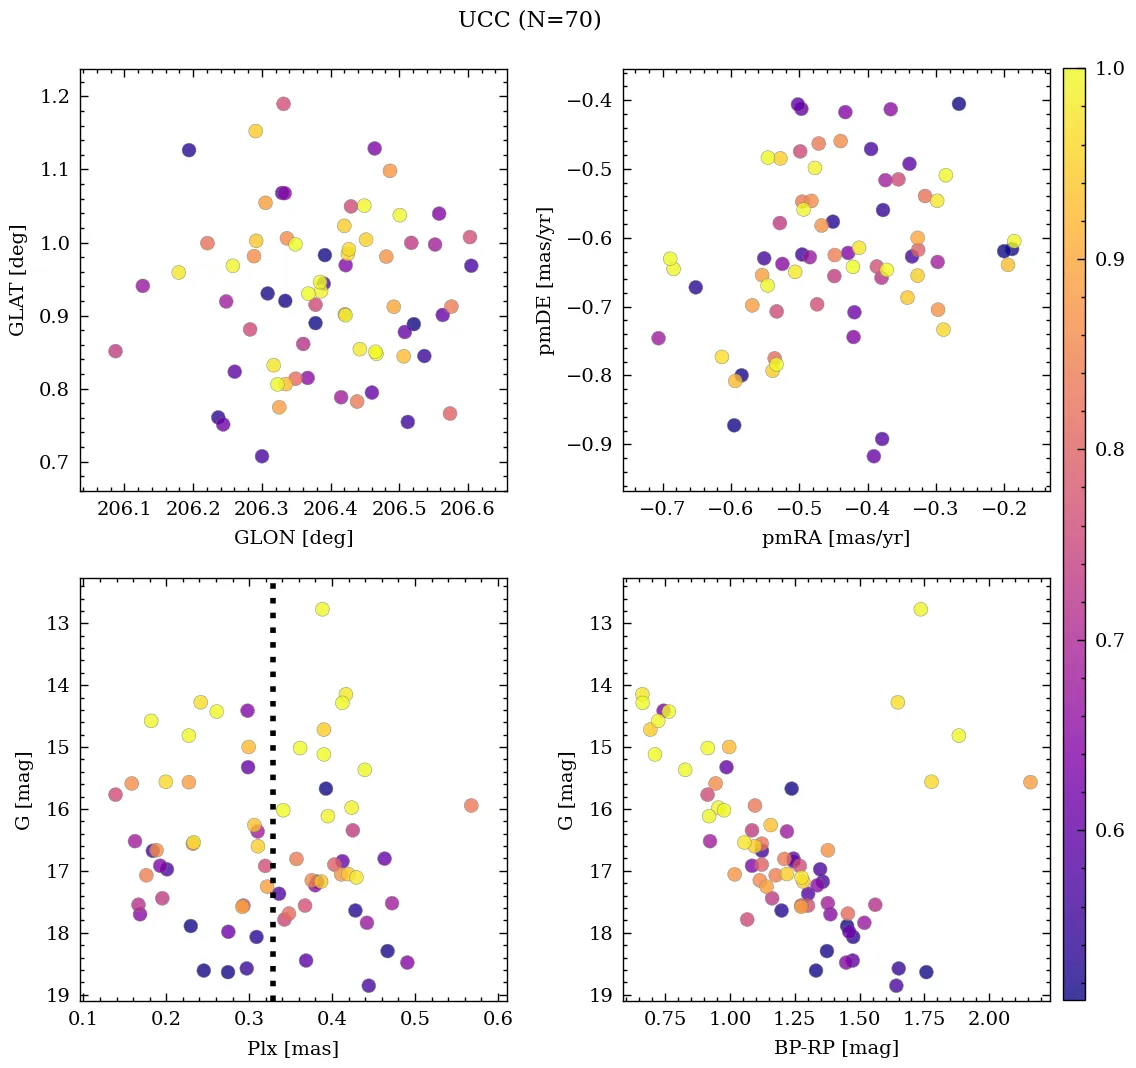 UCC (N=70)
1.2
1.1
1.0
0.9
0.8
0.7
GLAT [deg]
206.1 206.2 206.3 206.4 206.5 206.6
GLON [deg]
−0.4
−0.5
−0.6
−0.7
−0.8
−0.9
pmDE [mas/yr]
−0.7 −0.6 −0.5 −0.4 −0.3 −0.2
pmRA [mas/yr]
13
14
15
16
17
18
19
G [mag]
0.1 0.2 0.3 0.4 0.5 0.6
Plx [mas]
13
14
15
16
17
18
19
G [mag]
0.75 1.00 1.25 1.50 1.75 2.00
BP-RP [mag]
1.0
0.9
0.8
0.7
0.6